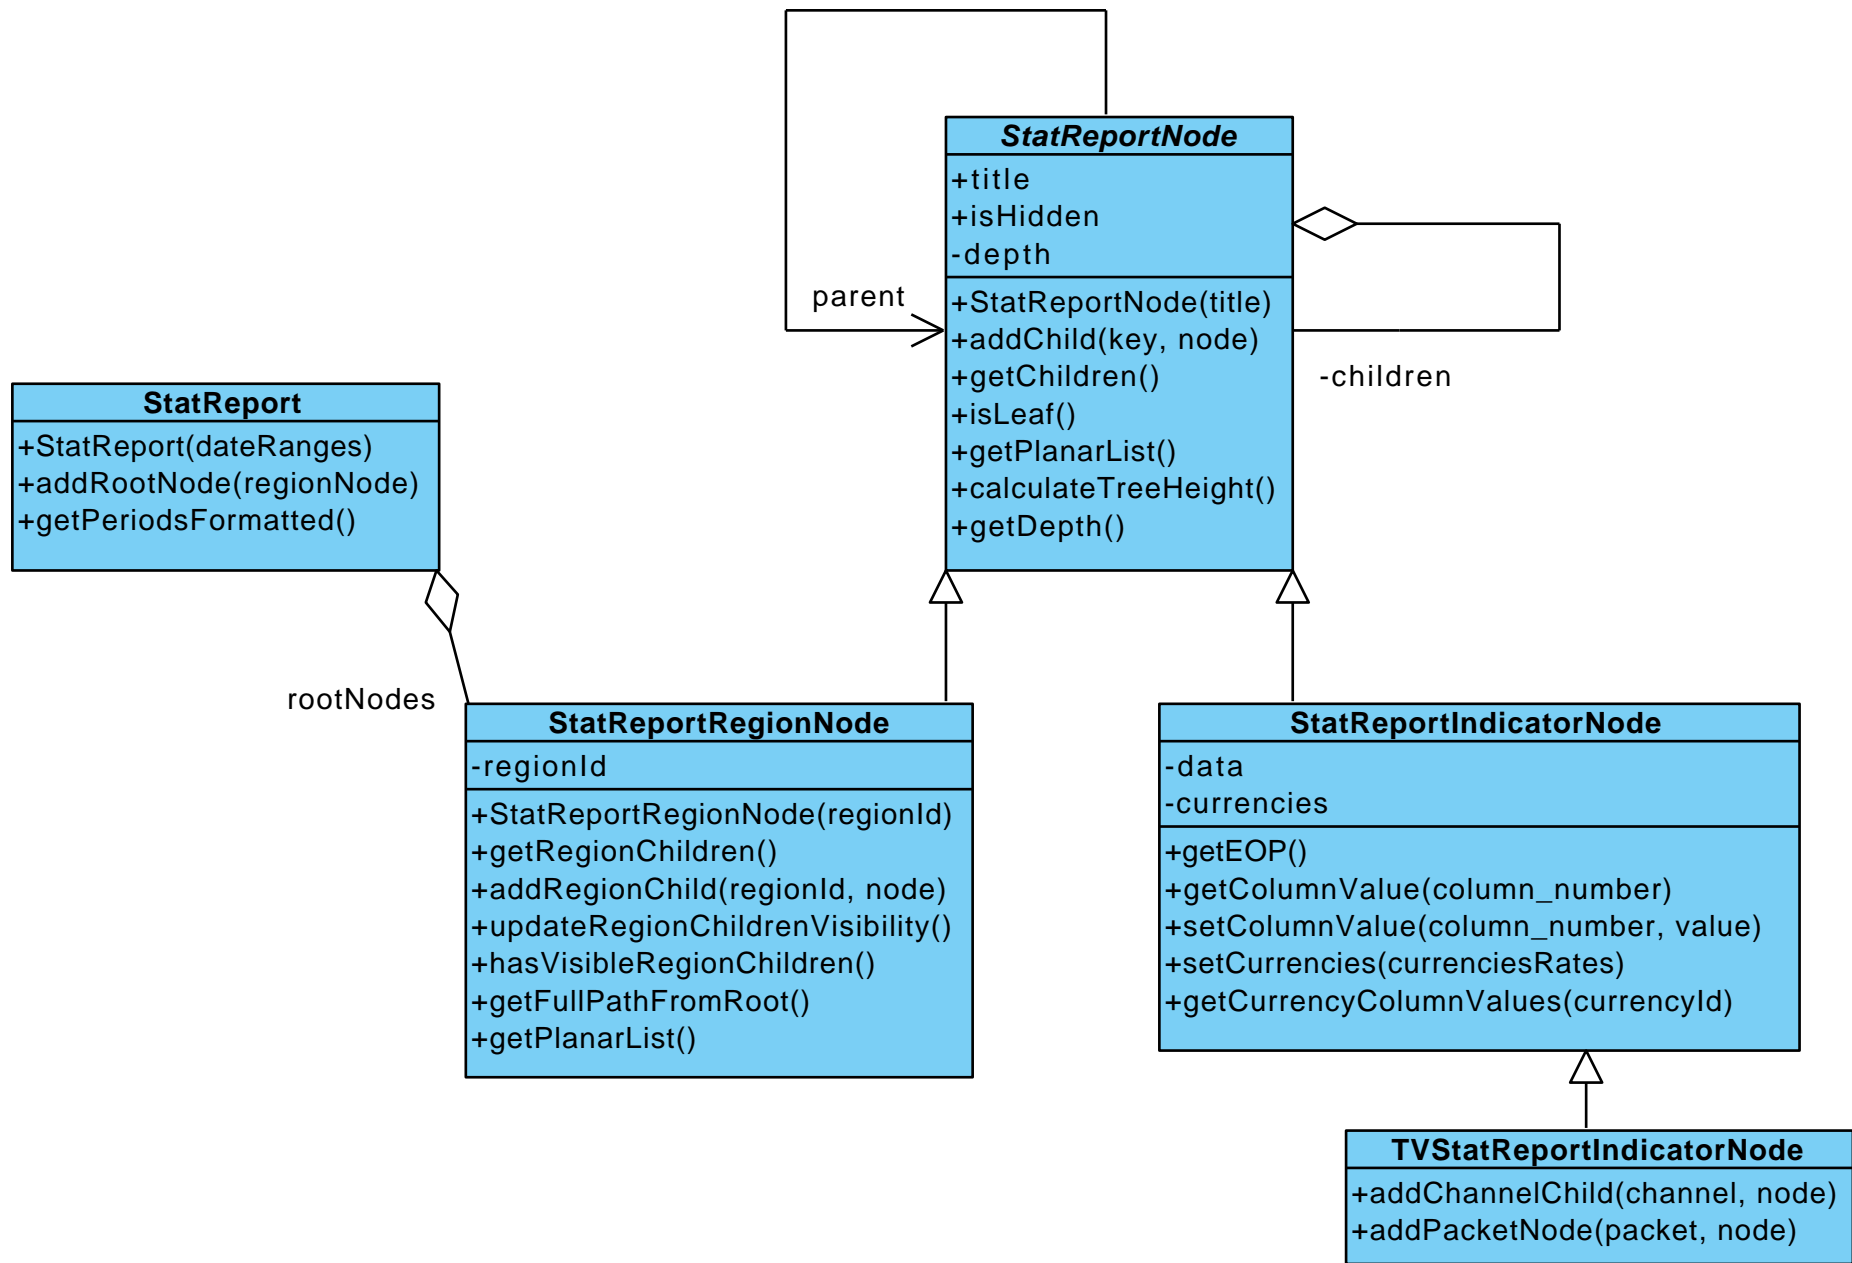 StatReportNode
+title
+isHidden
-depth
+StatReportNode(title)
+addChild(key, node)
+getChildren()
+isLeaf()
+getPlanarList()
+calculateTreeHeight()
+getDepth()
parent
-children
StatReport
+StatReport(dateRanges)
+addRootNode(regionNode)
+getPeriodsFormatted()
rootNodes
StatReportRegionNode
-regionId
+StatReportRegionNode(regionId)
+getRegionChildren()
+addRegionChild(regionId, node)
+updateRegionChildrenVisibility()
+hasVisibleRegionChildren()
+getFullPathFromRoot()
+getPlanarList()
StatReportIndicatorNode
-data
-currencies
+getEOP()
+getColumnValue(column_number)
+setColumnValue(column_number, value)
+setCurrencies(currenciesRates)
+getCurrencyColumnValues(currencyId)
TVStatReportIndicatorNode
+addChannelChild(channel, node)
+addPacketNode(packet, node)